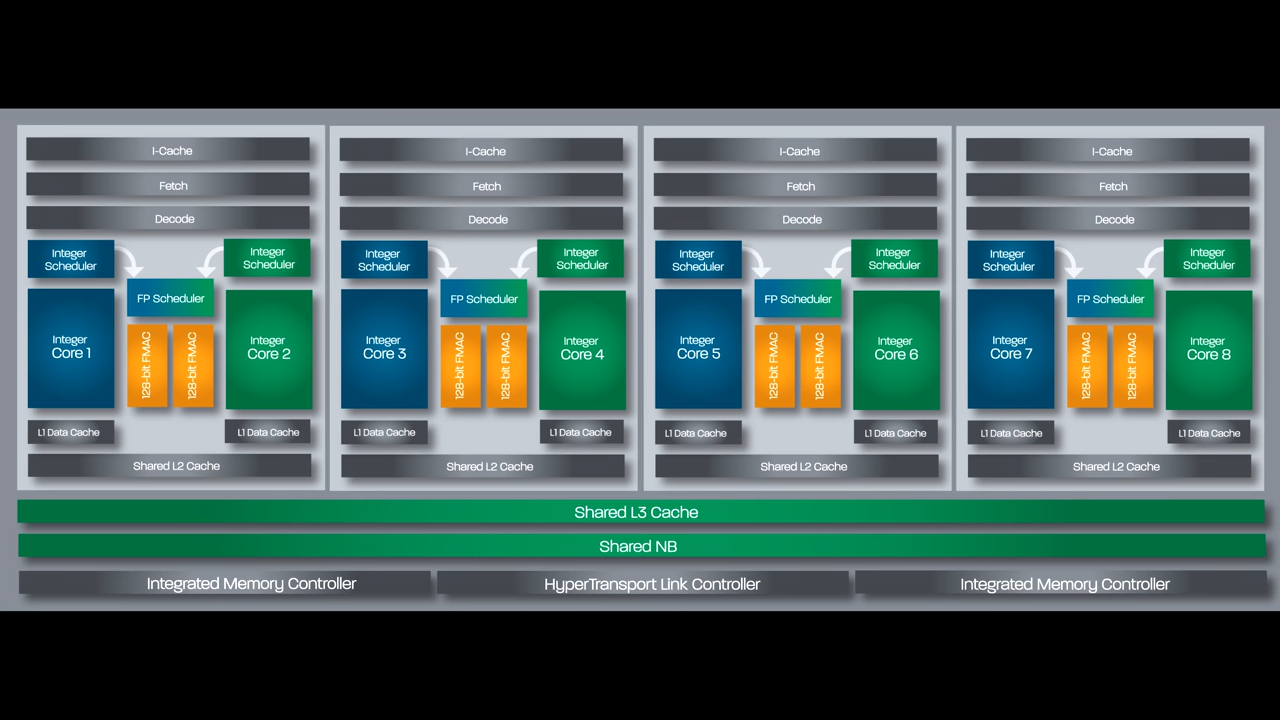 I-Cache
Fetch
Decode
Integer
Scheduler
Integer
Scheduler
FP Scheduler
Integer
Core 1
128-bit FMAC
128-bit FMAC
Integer
Core 2
L1 Data Cache
L1 Data Cache
Shared L2 Cache
I-Cache
Fetch
Decode
Integer
Scheduler
Integer
Scheduler
FP Scheduler
Integer
Core 3
128-bit FMAC
128-bit FMAC
Integer
Core 4
L1 Data Cache
L1 Data Cache
Shared L2 Cache
I-Cache
Fetch
Decode
Integer
Scheduler
Integer
Scheduler
FP Scheduler
Integer
Core 5
128-bit FMAC
128-bit FMAC
Integer
Core 6
L1 Data Cache
L1 Data Cache
Shared L2 Cache
I-Cache
Fetch
Decode
Integer
Scheduler
Integer
Scheduler
FP Scheduler
Integer
Core 7
128-bit FMAC
128-bit FMAC
Integer
Core 8
L1 Data Cache
L1 Data Cache
Shared L2 Cache
Shared L3 Cache
Shared NB
Integrated Memory Controller
HyperTransport Link Controller
Integrated Memory Controller